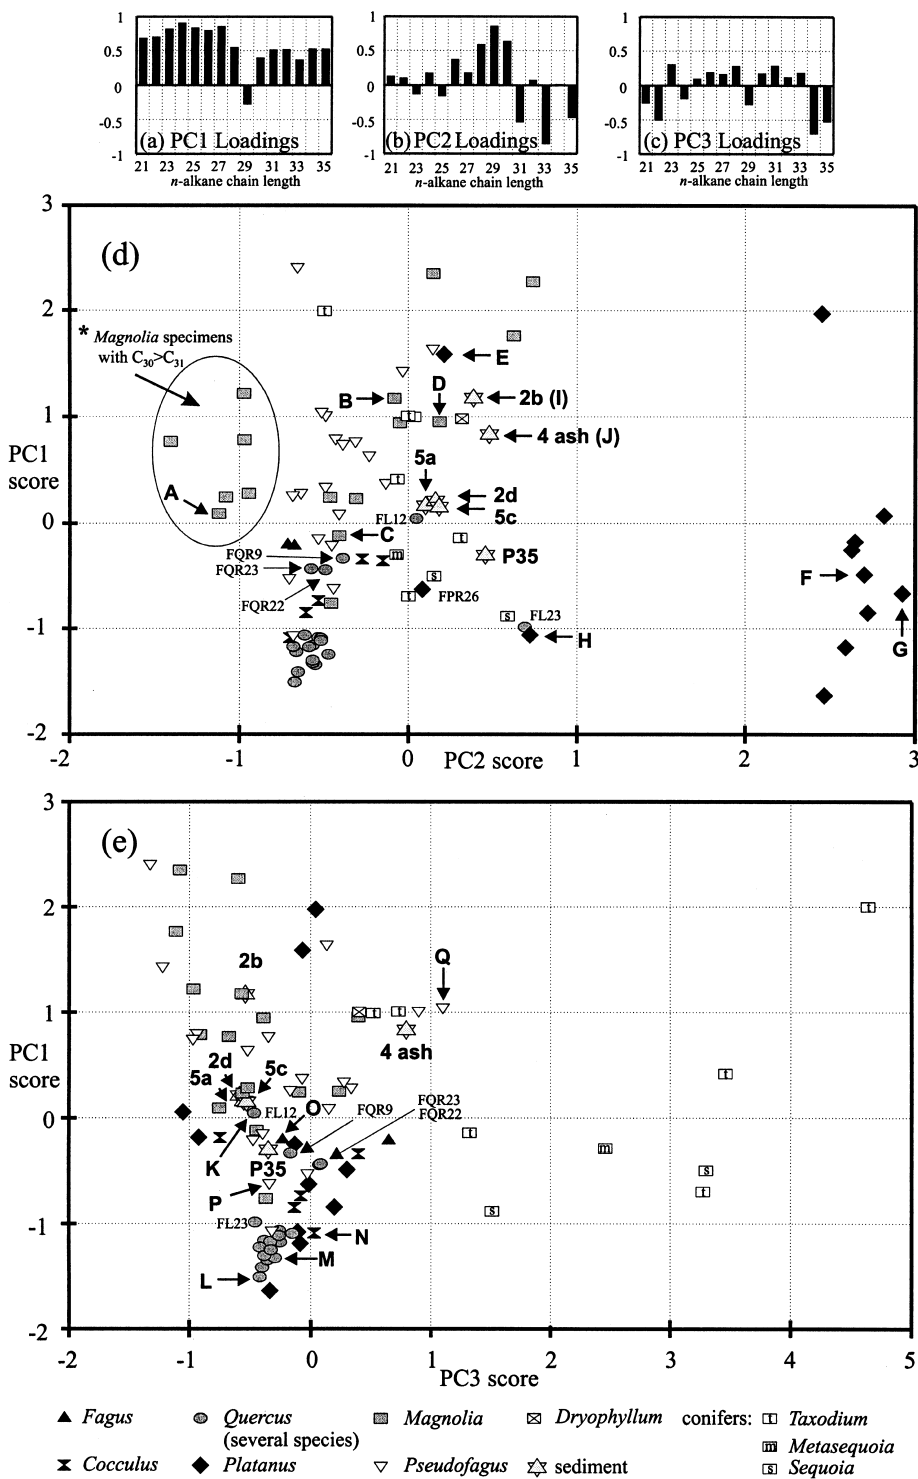 1
0.5
0
-0.5
-1
(a) PC1 Loadings
21 23 25 27 29 31 33 35
n-alkane chain length
1
0.5
0
-0.5
-1
(b) PC2 Loadings
21 23 25 27 29 31 33 35
n-alkane chain length
1
0.5
0
-0.5
-1
(c) PC3 Loadings
21 23 25 27 29 31 33 35
n-alkane chain length
3
(d)
2
t
* Magnolia specimens
with C30>C31
E
D
B
2b (I)
1
t
4 ash (J)
PC1
score
5a
t
A
2d
5c
0
FL12
C
t
FQR9
m
P35
FQR23
s
F
FQR22
t
FPR26
s
FL23
-1
H
G
-2
-2 -1 0 1 2 3
PC2 score
3
(e)
2
t
2b
Q
1
t
t
4 ash
PC1
score
2d
5c
5a
t
0
FL12
O
FQR9
FQR23
FQR22
t
K
P35
m
s
P
t
s
FL23
-1
N
M
L
-2
-2 -1 0 1 2 3 4 5
PC3 score
Fagus
Quercus
(several species)
Magnolia
Dryophyllum
conifers:
t Taxodium
m Metasequoia
Cocculus
Platanus
Pseudofagus
sediment
s Sequoia